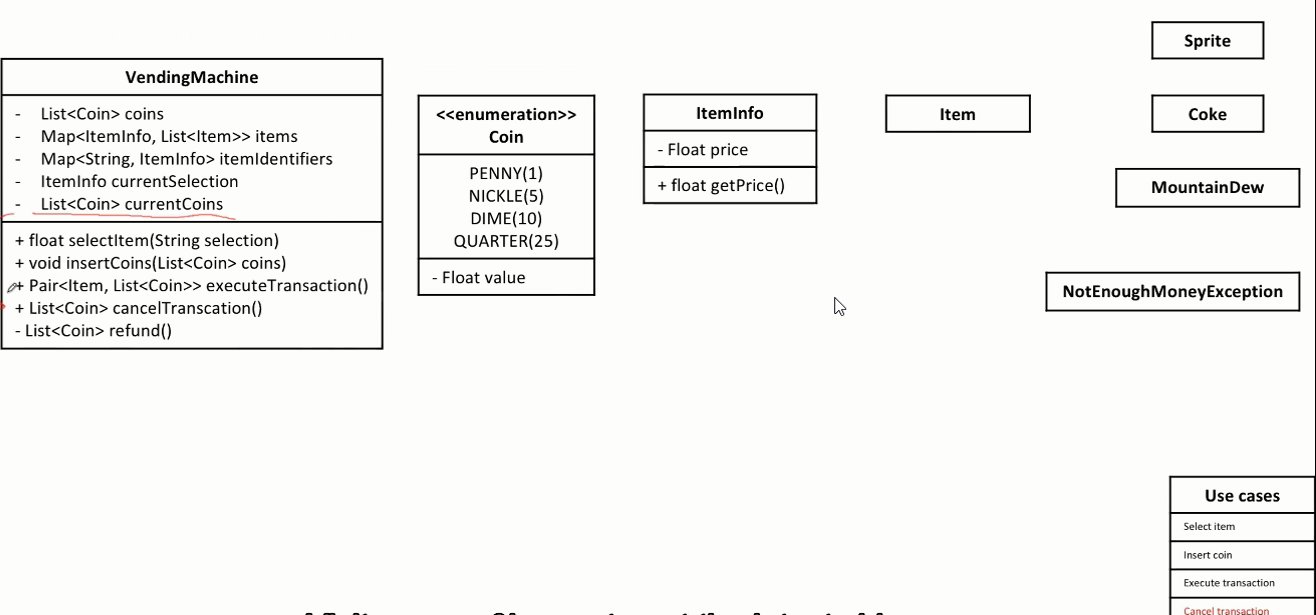 VendingMachine
- List<Coin> coins
- Map<ItemInfo, List<Item>> items
- Map<String, ItemInfo> itemIdentifiers
- ItemInfo currentSelection
- List<Coin> currentCoins
+ float selectItem(String selection)
+ void insertCoins(List<Coin> coins)
+ Pair<Item, List<Coin>> executeTransaction()
+ List<Coin> cancelTranscation()
- List<Coin> refund()
<<enumeration>>
Coin
PENNY(1)
NICKLE(5)
DIME(10)
QUARTER(25)
- Float value
ItemInfo
- Float price
+ float getPrice()
Item
Sprite
Coke
MountainDew
NotEnoughMoneyException
Use cases
Select item
Insert coin
Execute transaction
Cancel transaction